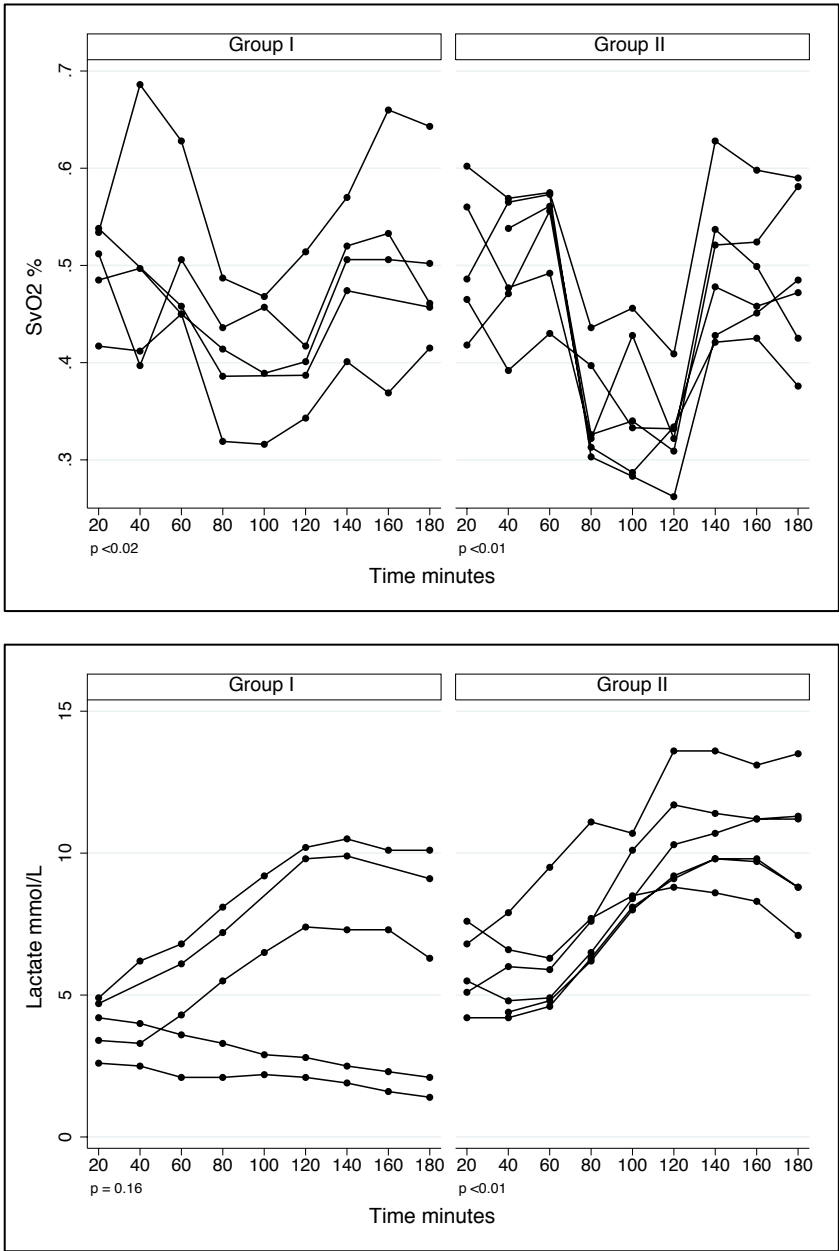 Group I Group II
SvO2 %
.7
.6
.5
.4
.3
20 40 60 80 100 120 140 160 180 20 40 60 80 100 120 140 160 180
p <0.02 p <0.01
Time minutes
Group I Group II
Lactate mmol/L
15
10
5
0
20 40 60 80 100 120 140 160 180 20 40 60 80 100 120 140 160 180
p = 0.16 p <0.01
Time minutes